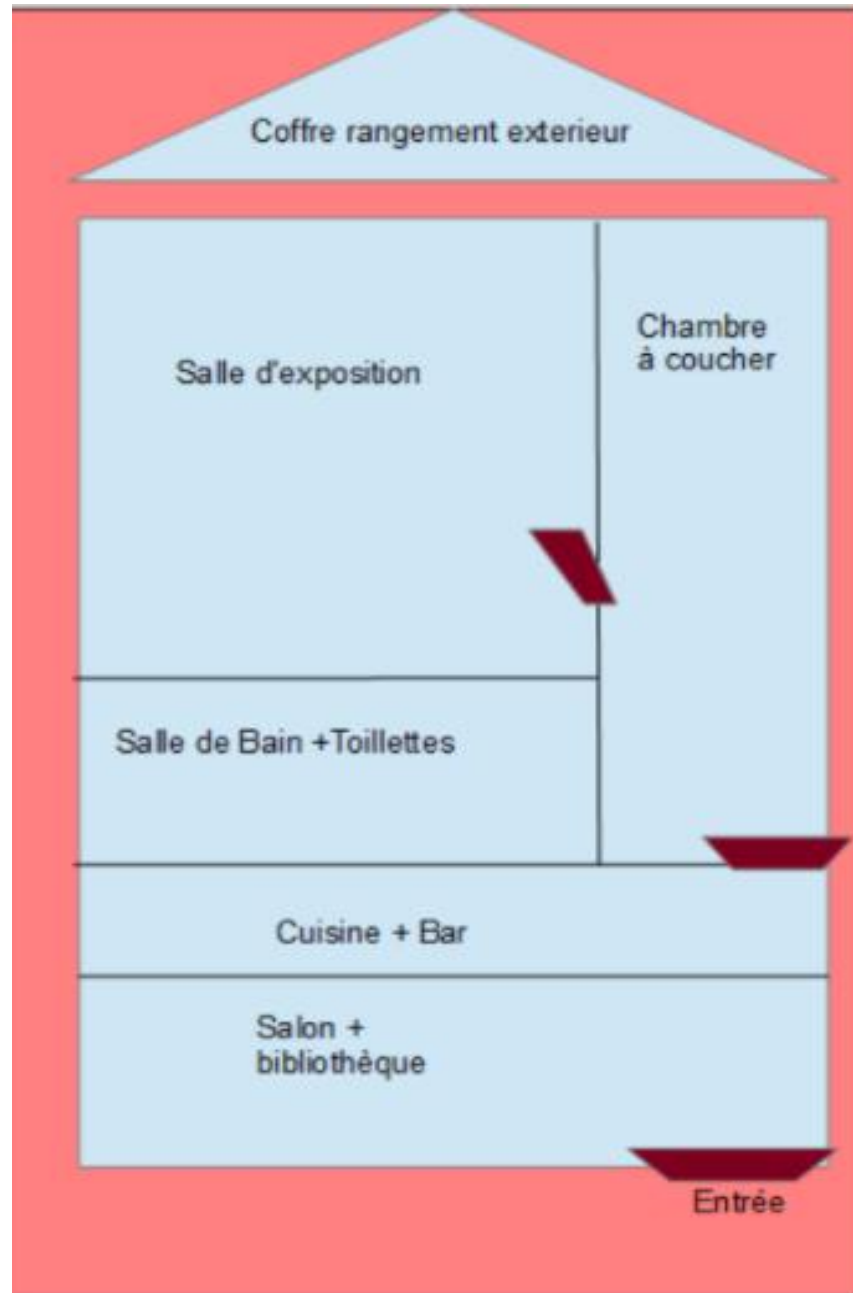 Coffre rangement exterieur
Salle d'exposition
Chambre
à coucher
Salle de Bain +Toillettes
Cuisine + Bar
Salon +
bibliothèque
Entrée